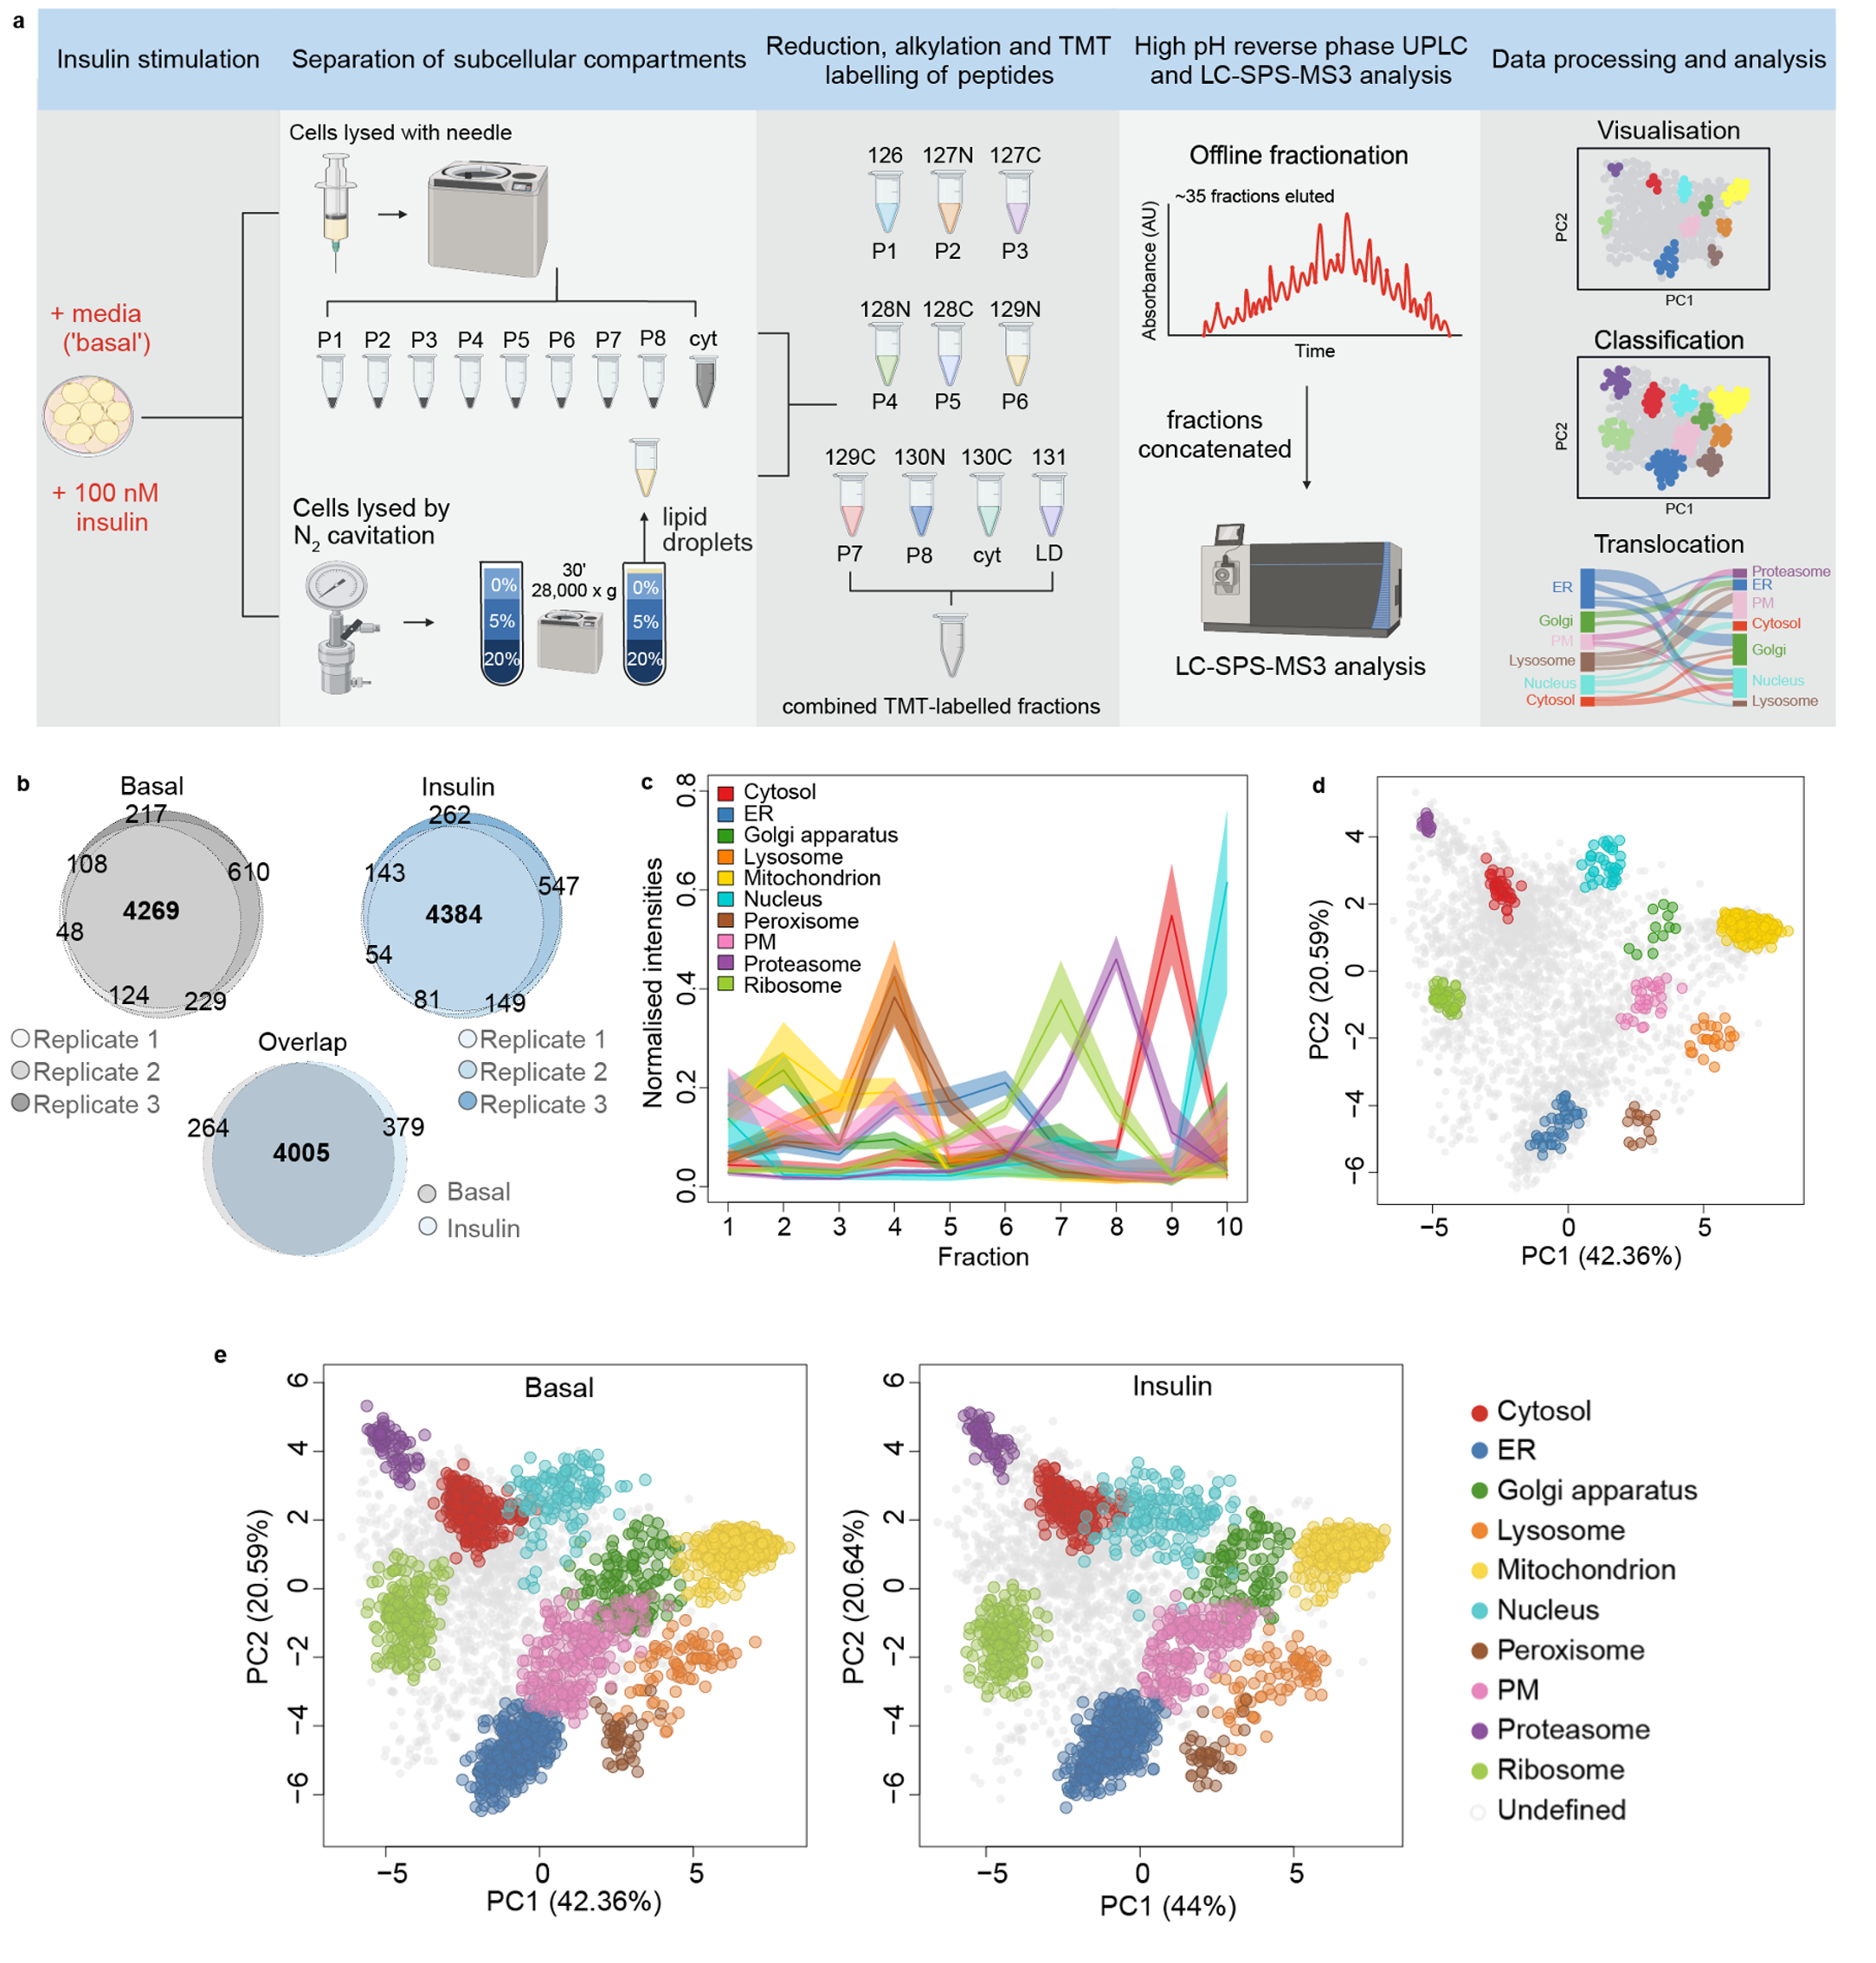 a
Insulin stimulation
Separation of subcellular compartments
Reduction, alkylation and TMT
labelling of peptides
High pH reverse phase UPLC
and LC-SPS-MS3 analysis
Data processing and analysis
+ media
('basal')
+ 100 nM
insulin
Cells lysed with needle
P1 P2 P3 P4 P5 P6 P7 P8 cyt
Cells lysed by
N2 cavitation
0%
5%
20%
30'
28,000 x g
0%
5%
20%
lipid
droplets
126 127N 127C
P1 P2 P3
128N 128C 129N
P4 P5 P6
129C 130N 130C 131
P7 P8 cyt LD
combined TMT-labelled fractions
Offline fractionation
~35 fractions eluted
Absorbance (AU)
Time
fractions
concatenated
LC-SPS-MS3 analysis
Visualisation
PC2
PC1
Classification
PC2
PC1
Translocation
ER
Golgi
PM
Lysosome
Nucleus
Cytosol
Proteasome
ER
PM
Cytosol
Golgi
Nucleus
Lysosome
b
Basal
217
108
610
4269
48
124
229
Replicate 1
Replicate 2
Replicate 3
Insulin
262
143
547
4384
54
81
149
Replicate 1
Replicate 2
Replicate 3
Overlap
264
379
4005
Basal
Insulin
c
Cytosol
ER
Golgi apparatus
Lysosome
Mitochondrion
Nucleus
Peroxisome
PM
Proteasome
Ribosome
Normalised intensities
0.8
0.6
0.4
0.2
0.0
1 2 3 4 5 6 7 8 9 10
Fraction
d
PC2 (20.59%)
4
2
0
−2
−4
−6
−5 0 5
PC1 (42.36%)
e
Basal
PC2 (20.59%)
6
4
2
0
−2
−4
−6
−5 0 5
PC1 (42.36%)
Insulin
PC2 (20.64%)
6
4
2
0
−2
−4
−6
−5 0 5
PC1 (44%)
Cytosol
ER
Golgi apparatus
Lysosome
Mitochondrion
Nucleus
Peroxisome
PM
Proteasome
Ribosome
Undefined